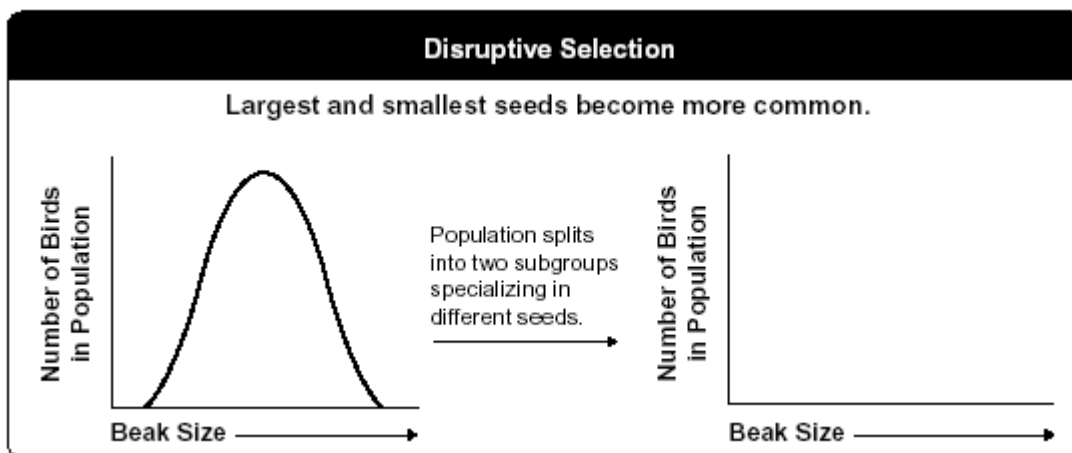 Disruptive Selection
Largest and smallest seeds become more common.
Number of Birds
in Population
Beak Size
Population splits
into two subgroups
specializing in
different seeds.
Number of Birds
in Population
Beak Size